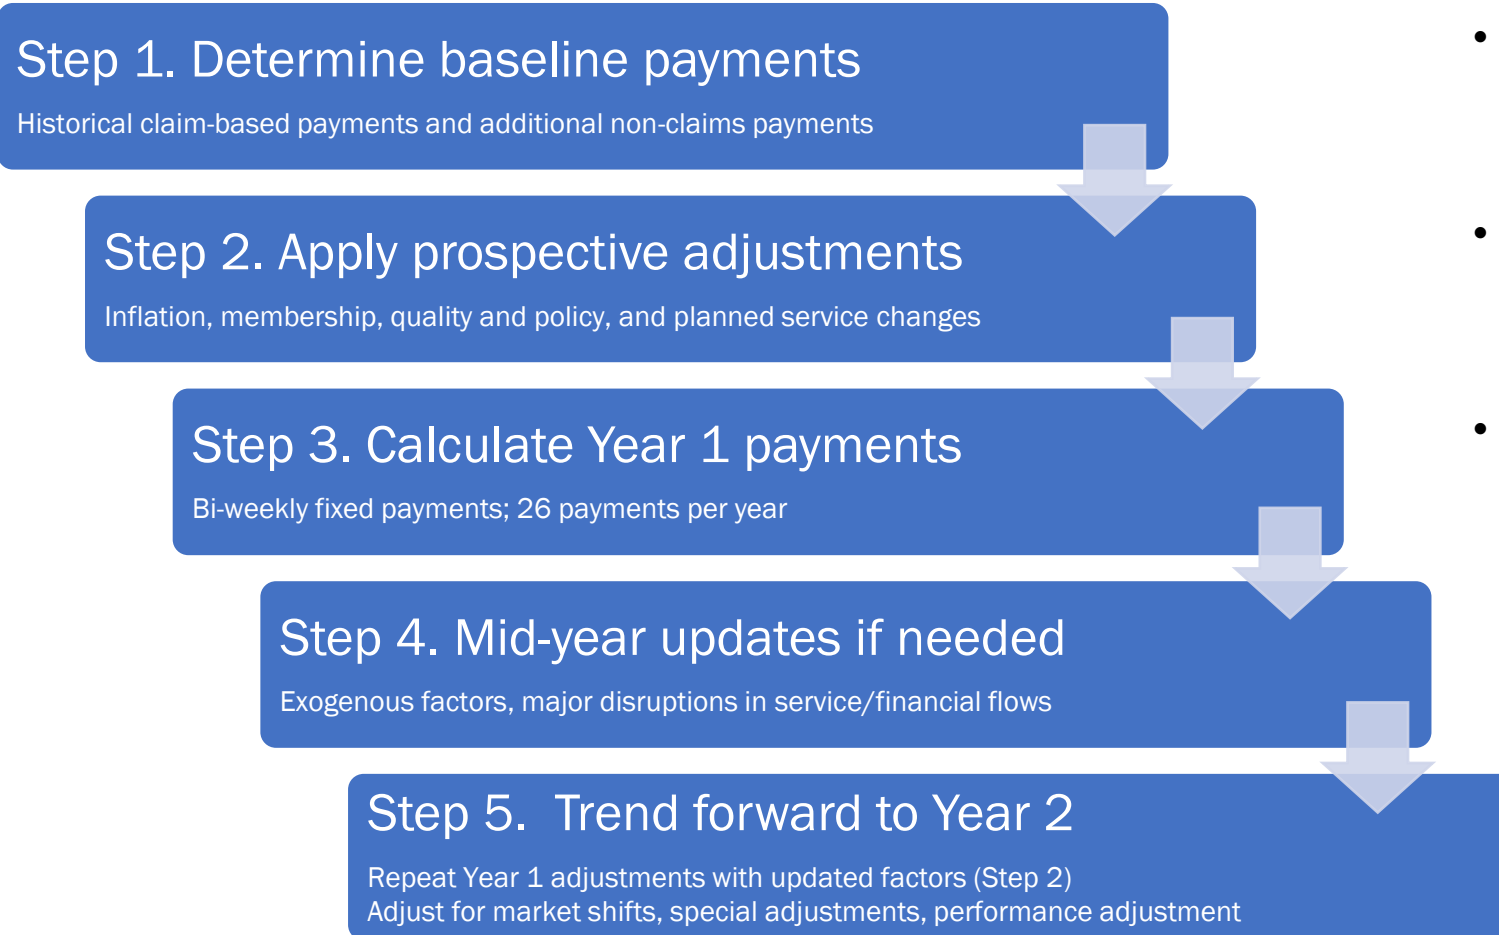 Step 1. Determine baseline payments
Historical claim-based payments and additional non-claims payments
Step 2. Apply prospective adjustments
Inflation, membership, quality and policy, and planned service changes
Step 3. Calculate Year 1 payments
Bi-weekly fixed payments; 26 payments per year
Step 4. Mid-year updates if needed
Exogenous factors, major disruptions in service/financial flows
Step 5.  Trend forward to Year 2
Repeat Year 1 adjustments with updated factors (Step 2)
Adjust for market shifts, special adjustments, performance adjustment